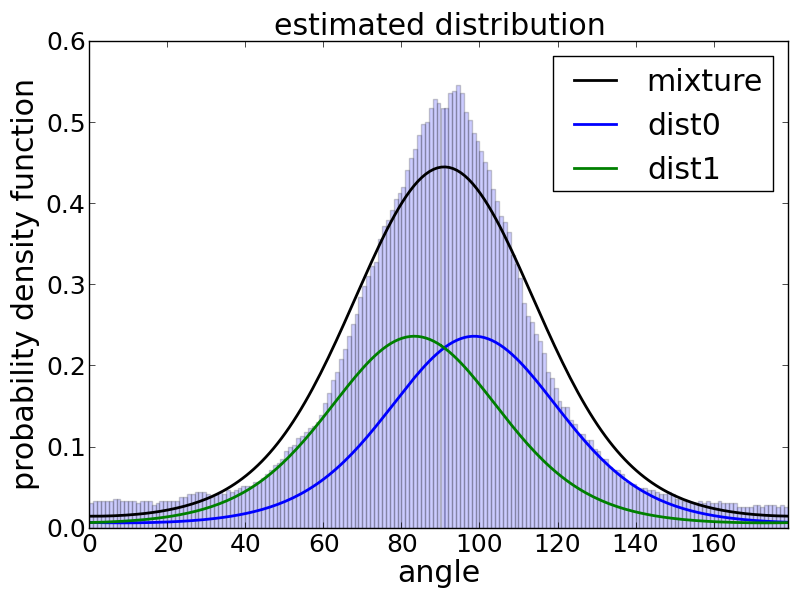 estimated distribution
0.6
0.5
0.4
0.3
0.2
0.1
0.0
probability density function
mixture
dist0
dist1
0 20 40 60 80 100 120 140 160
angle